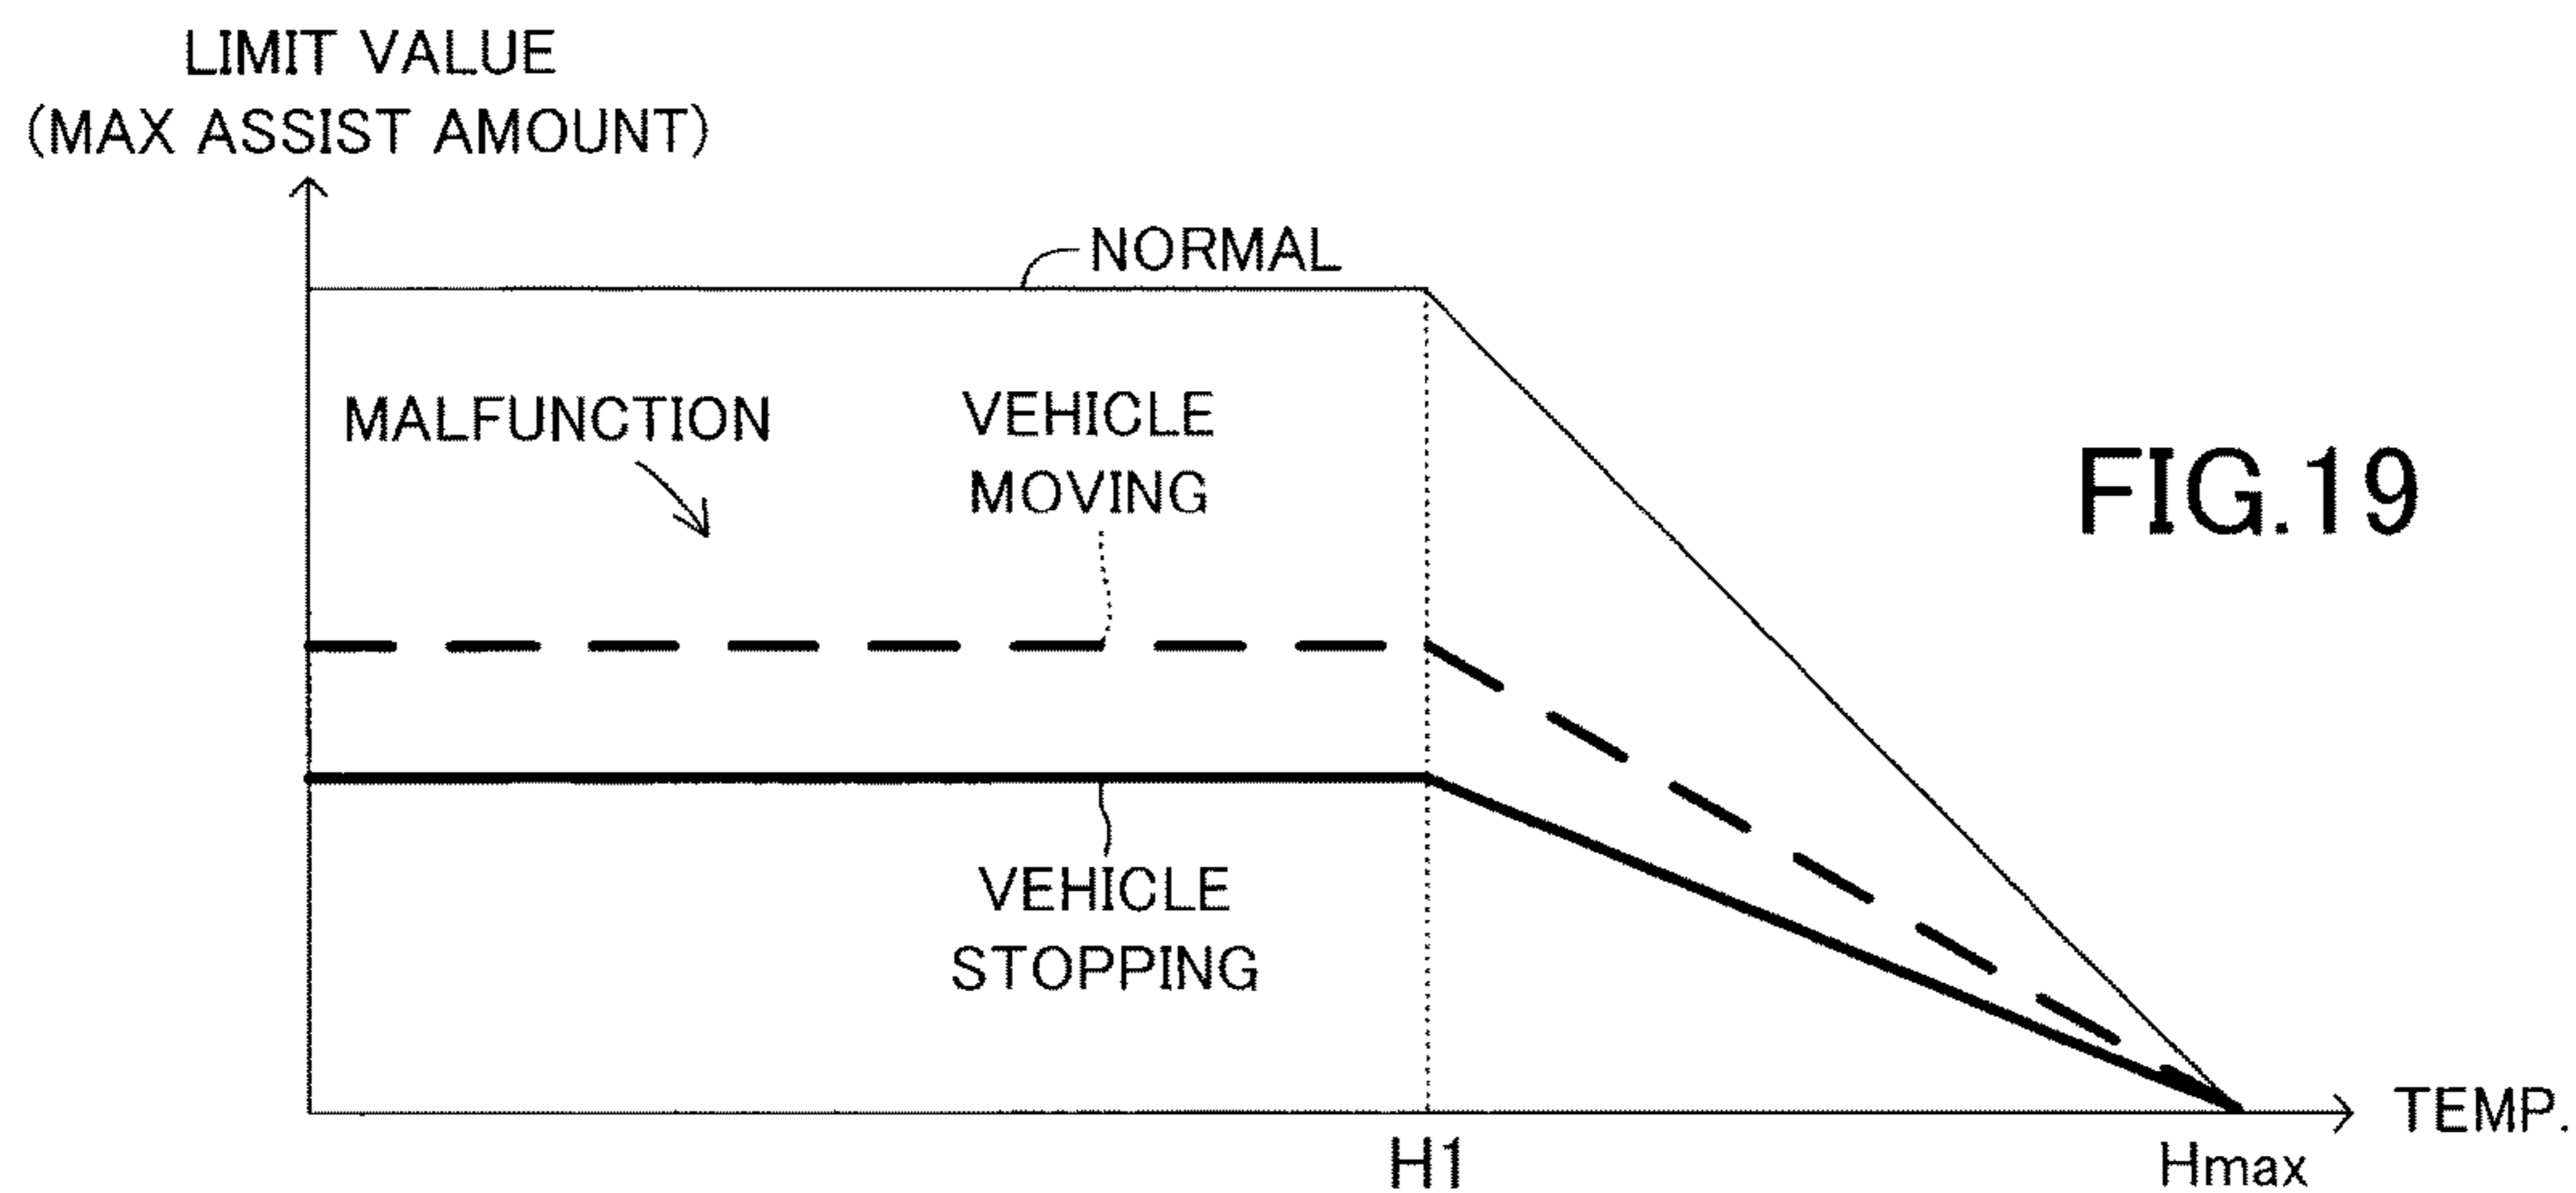 LIMIT VALUE
(MAX ASSIST AMOUNT)
NORMAL
MALFUNCTION
VEHICLE
MOVING
FIG.19
VEHICLE
STOPPING
TEMP.
H1
Hmax